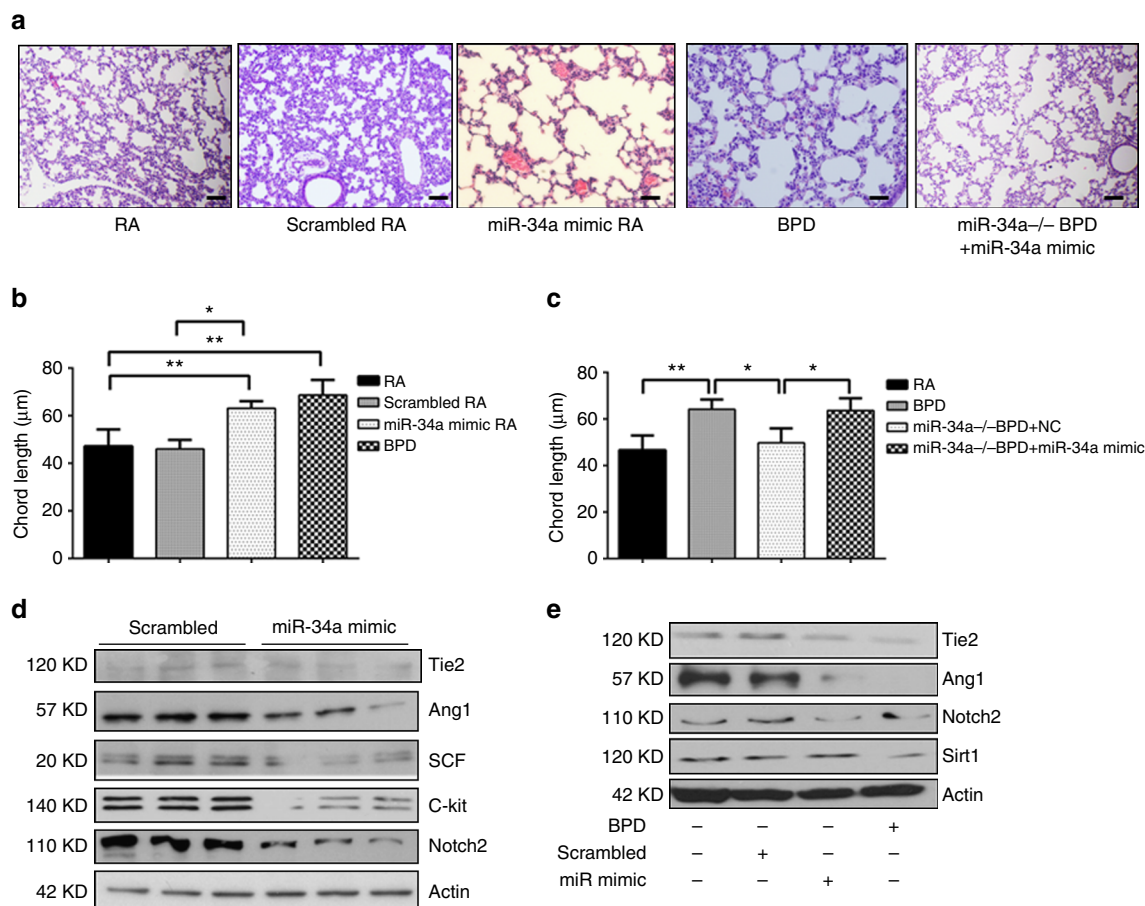 a
RA
Scrambled RA
miR-34a mimic RA
BPD
miR-34a–/– BPD
+miR-34a mimic
b
*
**
**
80
60
40
20
0
Chord length (μm)
RA
Scrambled RA
miR-34a mimic RA
BPD
c
**
*
*
80
60
40
20
0
Chord length (μm)
RA
BPD
miR-34a–/–BPD+NC
miR-34a–/–BPD+miR-34a mimic
d
Scrambled
miR-34a mimic
120 KD
Tie2
57 KD
Ang1
20 KD
SCF
140 KD
C-kit
110 KD
Notch2
42 KD
Actin
e
120 KD
Tie2
57 KD
Ang1
110 KD
Notch2
120 KD
Sirt1
42 KD
Actin
BPD – – – +
Scrambled – + – –
miR mimic – – + –